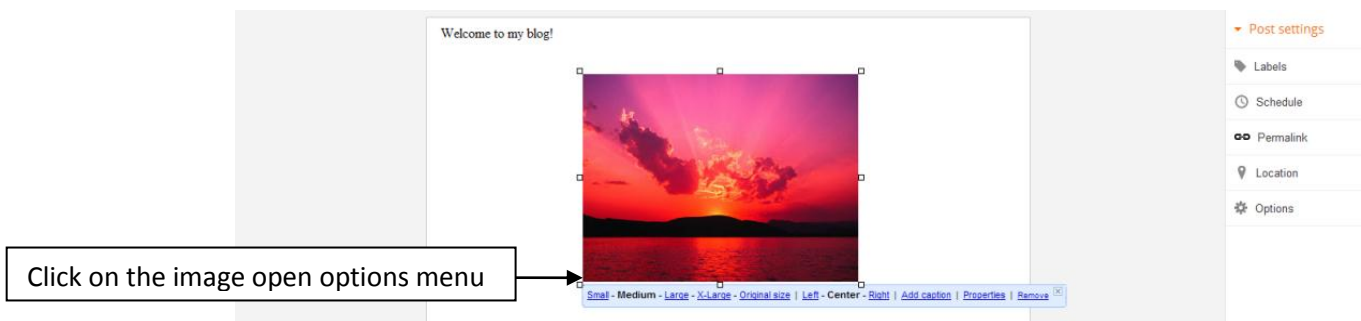 Welcome to my blog!
Post settings
Labels
Schedule
Permalink
Location
Options
Click on the image open options menu
Small - Medium - Large - X-Large - Original size | Left - Center - Right | Add caption | Properties | Remove